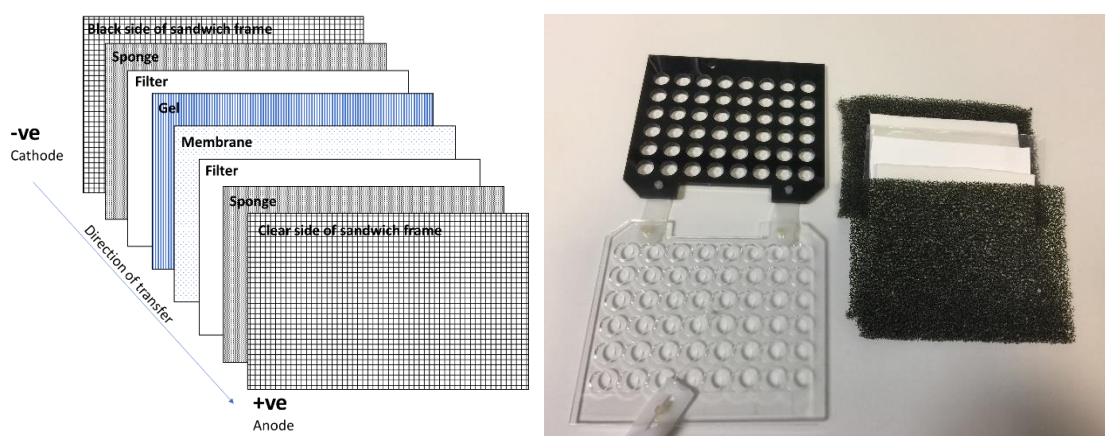 Black side of sandwich frame
Sponge
Filter
Gel
-ve
Cathode
Membrane
Filter
Sponge
Direction of transfer
Clear side of sandwich frame
+ve
Anode